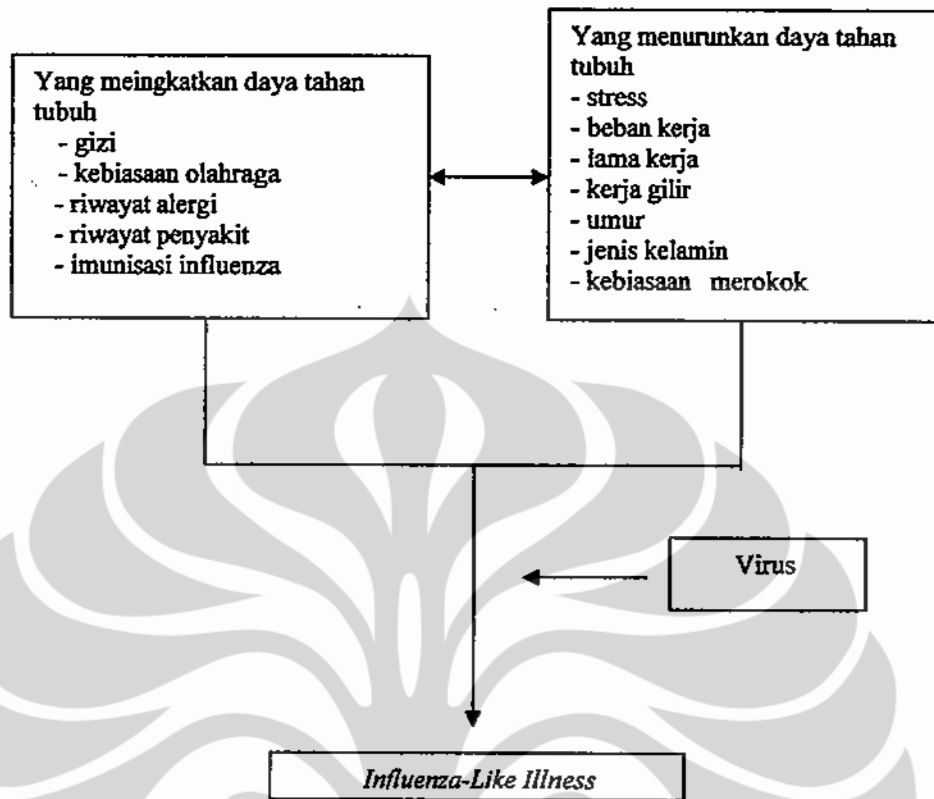 Yang meingkatkan daya tahan
tubuh
- gizi
- kebiasaan olahraga
- riwayat alergi
- riwayat penyakit
- imunisasi influenza
Yang menurunkan daya tahan
tubuh
- stress
- beban kerja
- lama kerja
- kerja gilir
- umur
- jenis kelamin
- kebiasaan merokok
Virus
Influenza-Like Illness